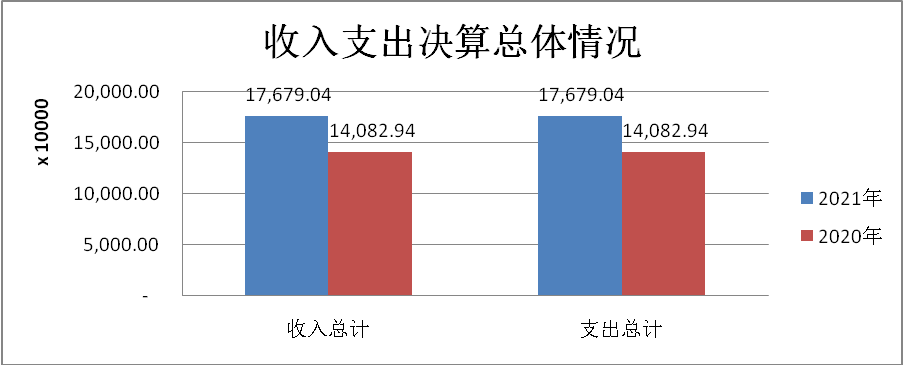 收入支出决算总体情况
x 10000
20,000.00
15,000.00
10,000.00
5,000.00
-
17,679.04
14,082.94
17,679.04
14,082.94
收入总计
支出总计
2021年
2020年